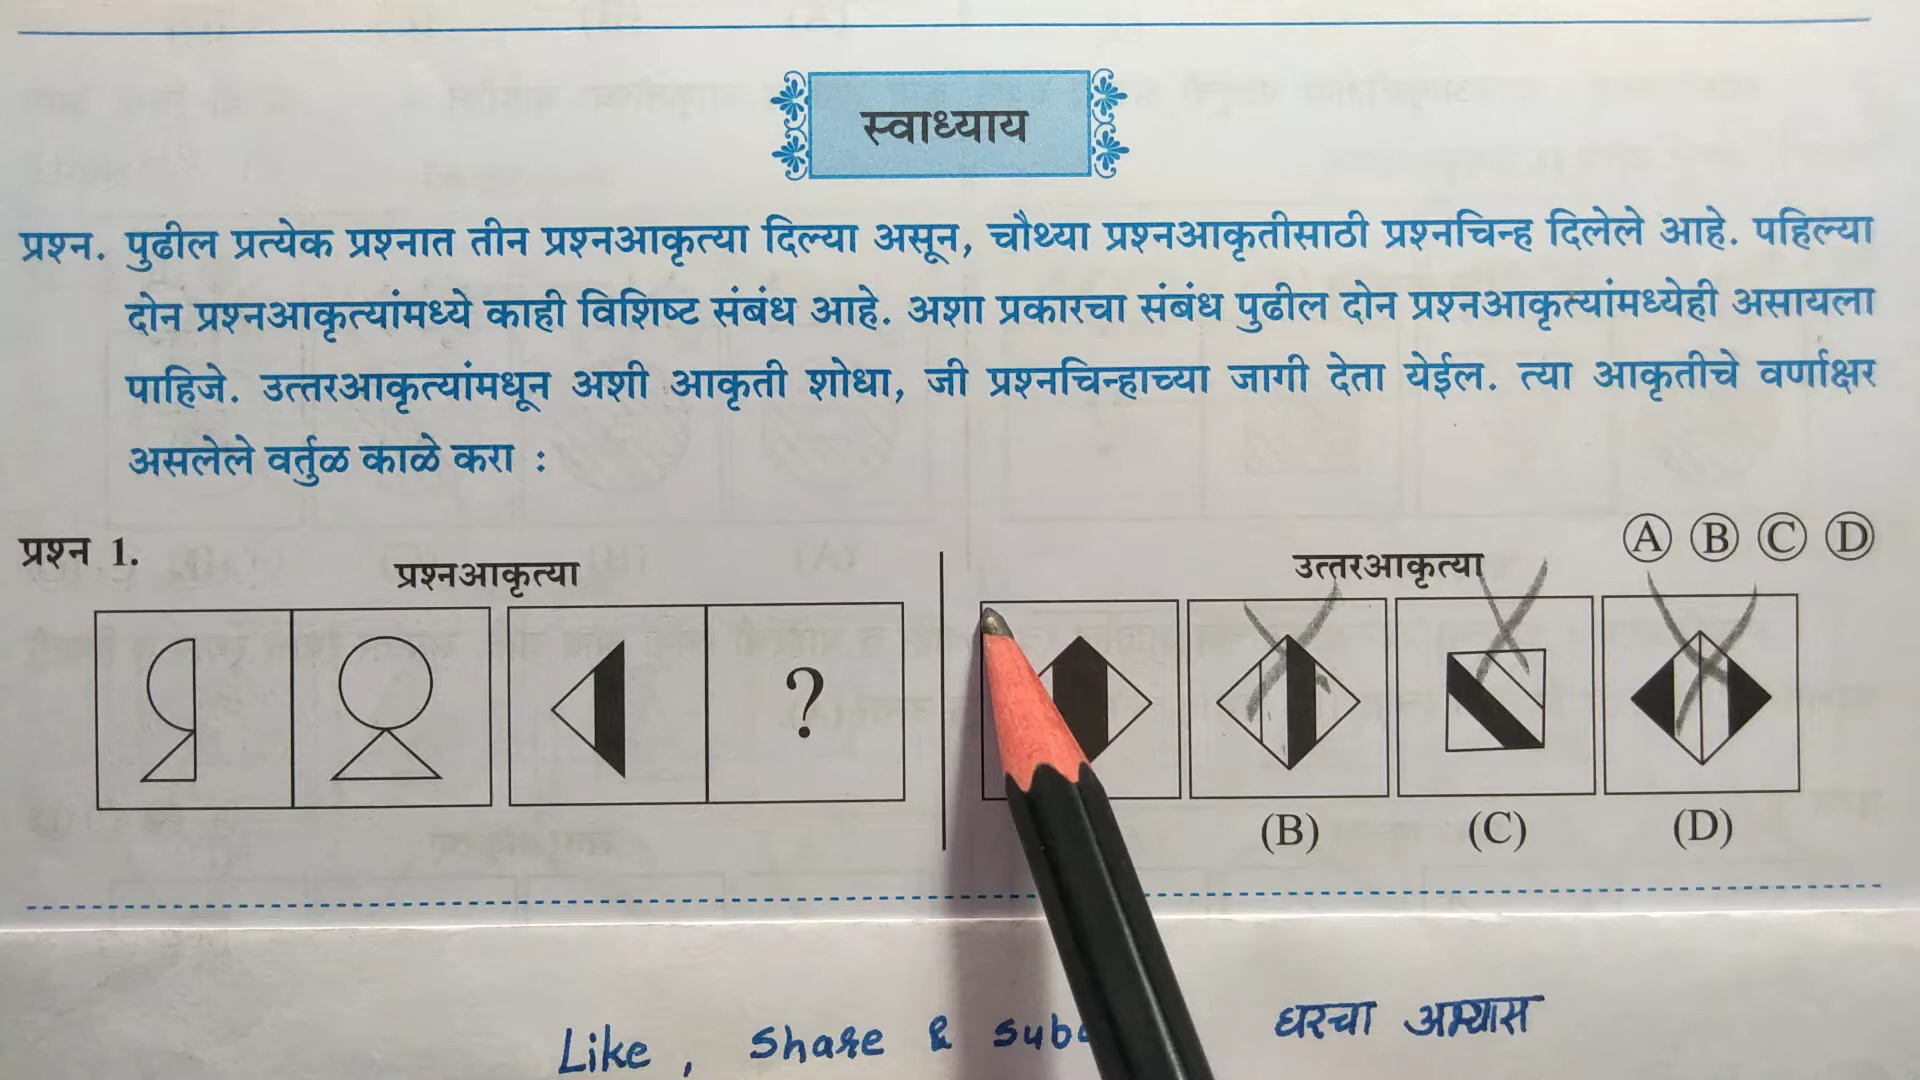 स्वाध्याय
प्रश्न. पुढील प्रत्येक प्रश्नात तीन प्रश्नआकृत्या दिल्या असून, चौथ्या प्रश्नआकृतीसाठी प्रश्नचिन्ह दिलेले आहे. पहिल्या
दोन प्रश्नआकृत्यांमध्ये काही विशिष्ट संबंध आहे. अशा प्रकारचा संबंध पुढील दोन प्रश्नआकृत्यांमध्येही असायला
पाहिजे. उत्तरआकृत्यांमधून अशी आकृती शोधा, जी प्रश्नचिन्हाच्या जागी देता येईल. त्या आकृतीचे वर्णाक्षर
असलेले वर्तुळ काळे करा :
प्रश्न 1.
Ⓐ Ⓑ Ⓒ Ⓓ
प्रश्नआकृत्या
उत्तरआकृत्या
?
(B) (C) (D)
Like, Share & घरचा अभ्यास